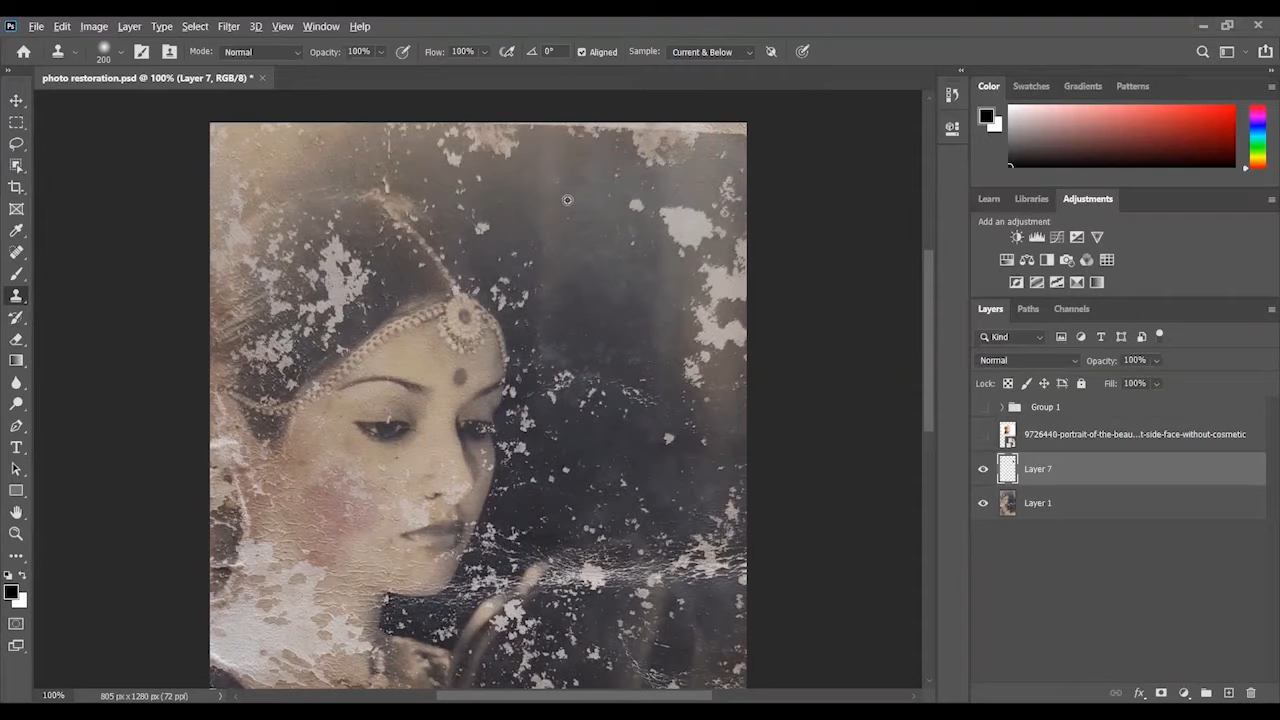 Ps File Edit Image Layer Type Select Filter 3D View Window Help
200 Mode: Normal Opacity: 100% Flow: 100% 0° Aligned Sample: Current & Below
photo restoration.psd @ 100% (Layer 7, RGB/8) *
Color Swatches Gradients Patterns
Learn Libraries Adjustments
Add an adjustment
Layers Paths Channels
Kind
Normal Opacity: 100%
Lock: Fill: 100%
Group 1
9726440-portrait-of-the-beau...t-side-face-without-cosmetic
Layer 7
Layer 1
100% 805 px x 1280 px (72 ppi)